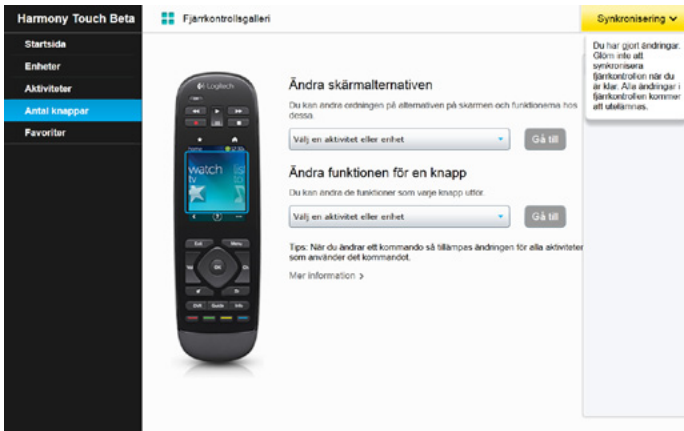 Harmony Touch Beta
Fjärrkontrollsgalleri
Synkronisering
Startsida
Enheter
Aktiviteter
Antal knappar
Favoriter
Du har gjort ändringar.
Glöm inte att
synkronisera
fjärrkontrollen när du
är klar. Alla ändringar i
fjärrkontrollen kommer
att utelämnas.
Logitech
home
watch
tv
Exit
Menu
Vol
OK
Ch
DVR
Guide
Info
Ändra skärmalternativen
Du kan ändra ordningen på alternativen på skärmen och funktionerna hos
dessa.
Välj en aktivitet eller enhet
Gå till
Ändra funktionen för en knapp
Du kan ändra de funktioner som varje knapp utför.
Välj en aktivitet eller enhet
Gå till
Tips: När du ändrar ett kommando så tillämpas ändringen för alla aktiviteter
som använder det kommandot.
Mer information >